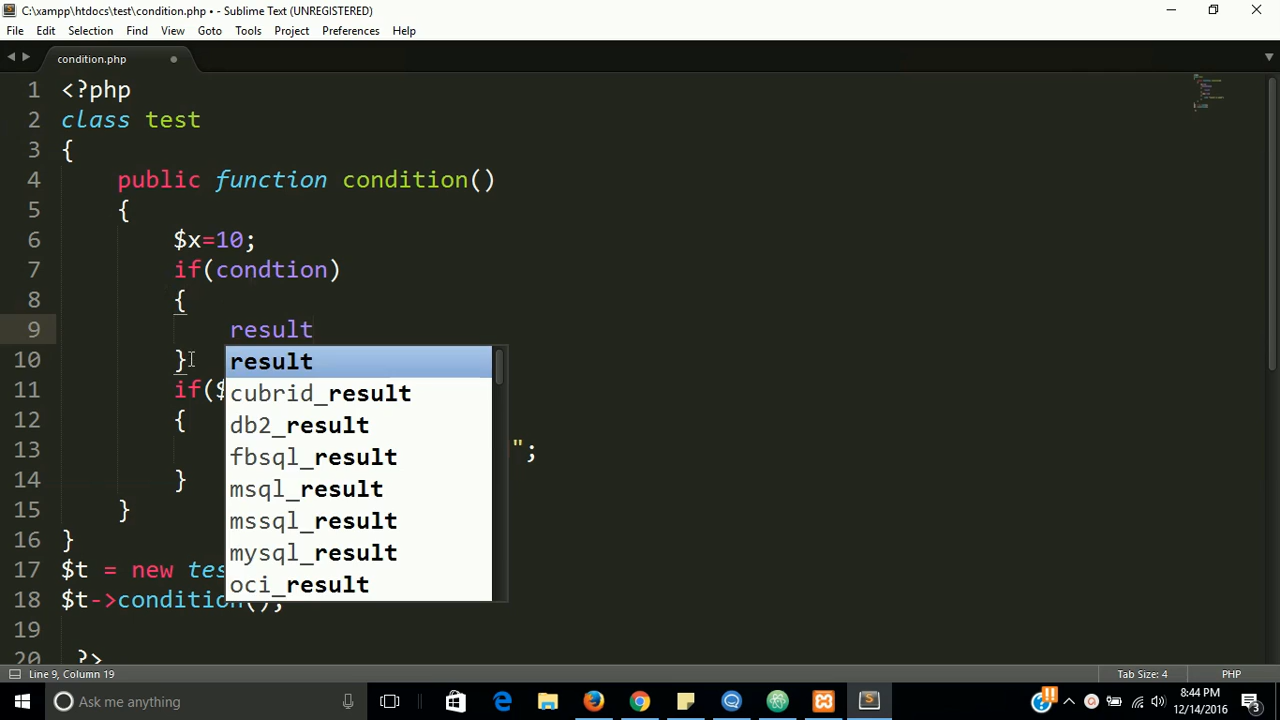 C:\xampp\htdocs\test\condition.php • - Sublime Text (UNREGISTERED)
File Edit Selection Find View Goto Tools Project Preferences Help
condition.php
1 <?php
2 class test
3 {
4 public function condition()
5 {
6 $x=10;
7 if(condtion)
8 {
9 result
result
10 }
11 if($
cubrid_result
12 {
db2_result
13 ";
fbsql_result
14 }
msql_result
15 }
mssql_result
16 }
mysql_result
17 $t = new tes
oci_result
18 $t->condition();
19
20 ?>
Line 9, Column 19 Tab Size: 4 PHP
Ask me anything
8:44 PM
12/14/2016
3